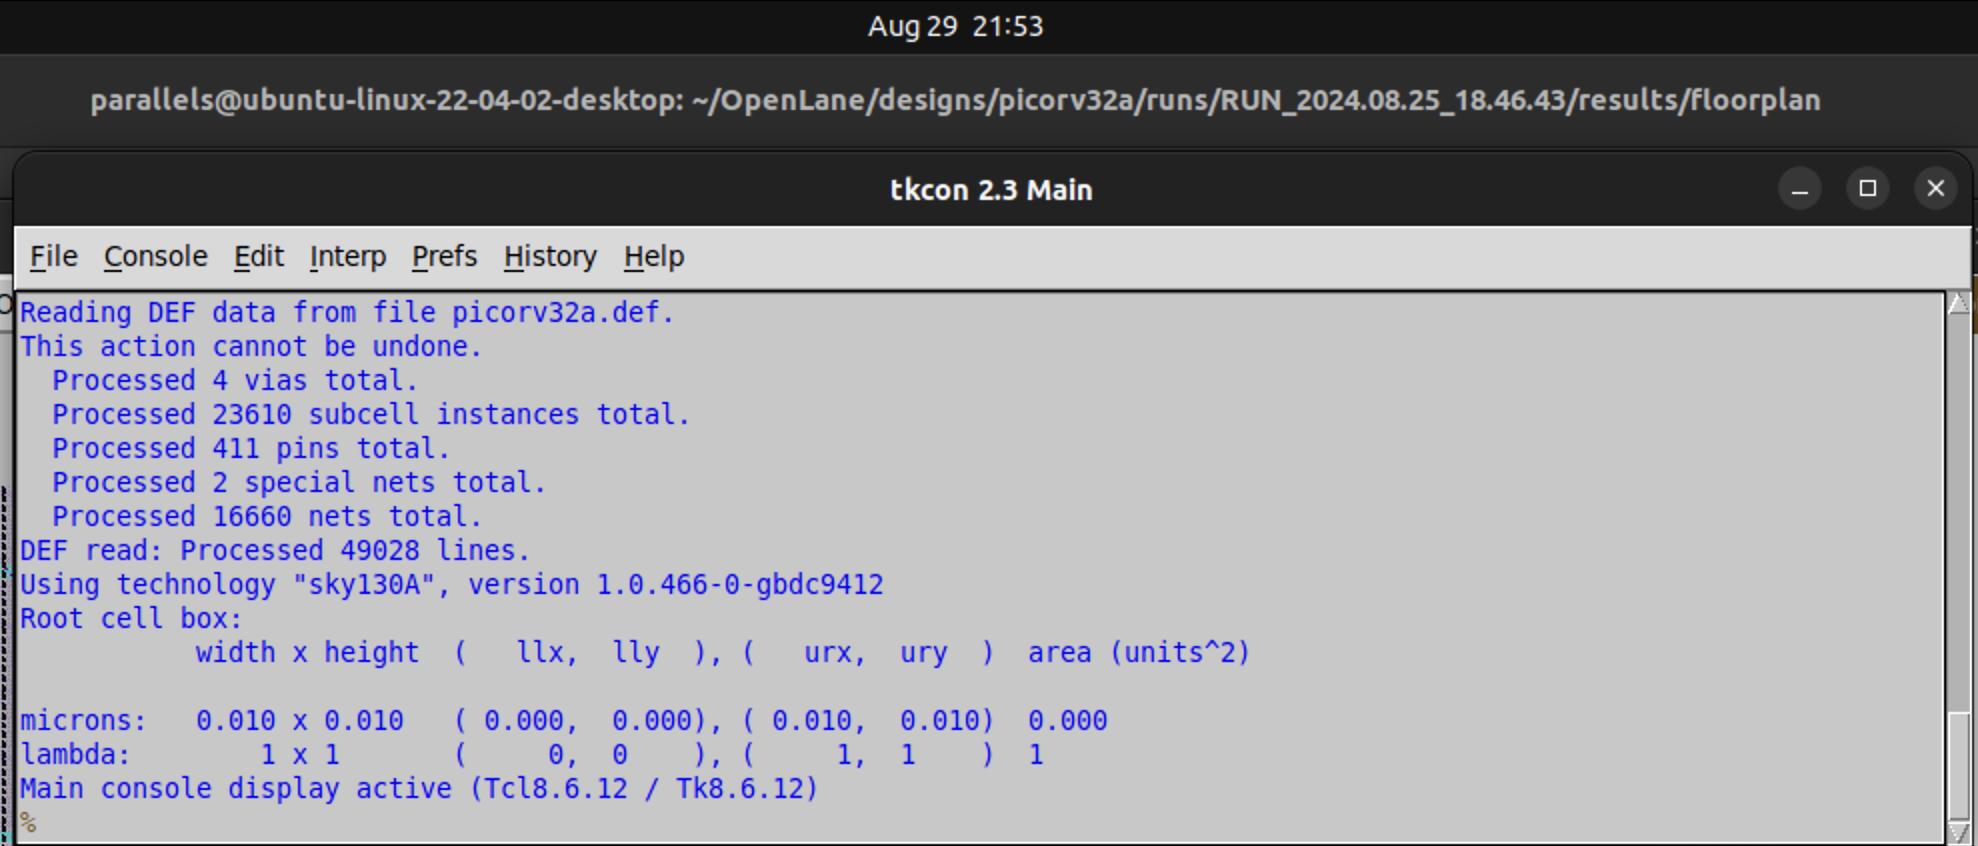 Aug 29 21:53
parallels@ubuntu-linux-22-04-02-desktop: ~/OpenLane/designs/picorv32a/runs/RUN_2024.08.25_18.46.43/results/floorplan
tkcon 2.3 Main
File Console Edit Interp Prefs History Help
Reading DEF data from file picorv32a.def.
This action cannot be undone.
  Processed 4 vias total.
  Processed 23610 subcell instances total.
  Processed 411 pins total.
  Processed 2 special nets total.
  Processed 16660 nets total.
DEF read: Processed 49028 lines.
Using technology "sky130A", version 1.0.466-0-gbdc9412
Root cell box:
           width x height  (   llx,  lly  ), (   urx,  ury  )  area (units^2)
microns:   0.010 x 0.010   ( 0.000,  0.000), ( 0.010,  0.010)  0.000
lambda:        1 x 1       (     0,  0    ), (     1,  1    )  1
Main console display active (Tcl8.6.12 / Tk8.6.12)
%